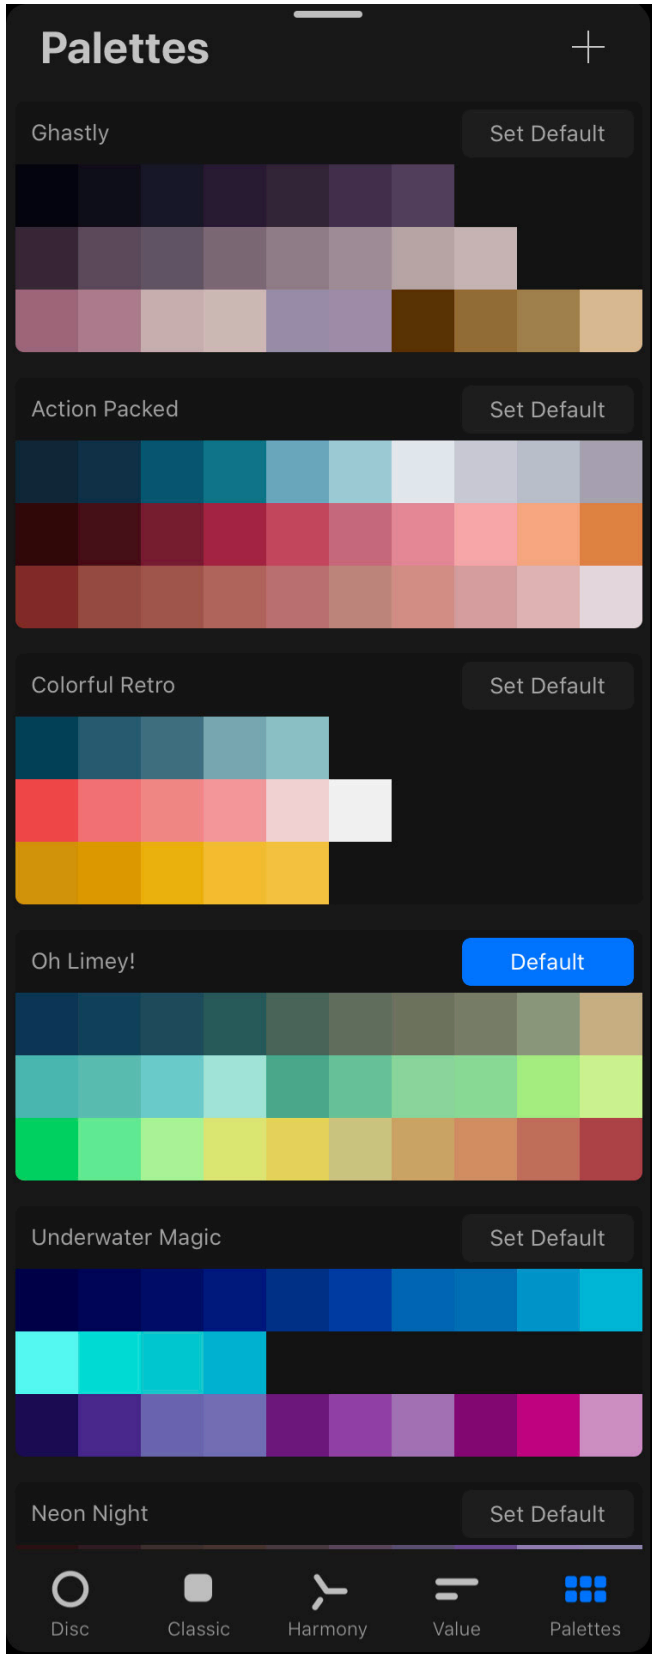 Palettes
Ghastly
Set Default
Action Packed
Set Default
Colorful Retro
Set Default
Oh Limey!
Default
Underwater Magic
Set Default
Neon Night
Set Default
Disc
Classic
Harmony
Value
Palettes